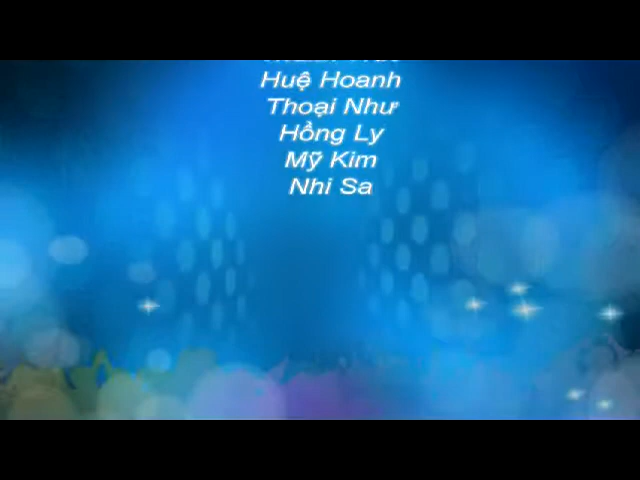 Huệ Hoanh
Thoại Như
Hồng Ly
Mỹ Kim
Nhi Sa